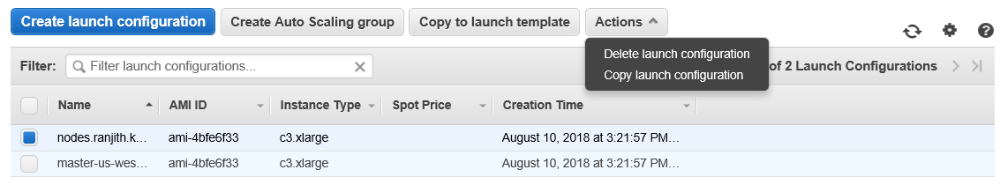 Create launch configuration Create Auto Scaling group Copy to launch template Actions
Delete launch configuration
Copy launch configuration
Filter: Filter launch configurations... of 2 Launch Configurations
Name AMI ID Instance Type Spot Price Creation Time
nodes.ranjith.k... ami-4bfe6f33 c3.xlarge August 10, 2018 at 3:21:57 PM...
master-us-wes... ami-4bfe6f33 c3.xlarge August 10, 2018 at 3:21:57 PM...